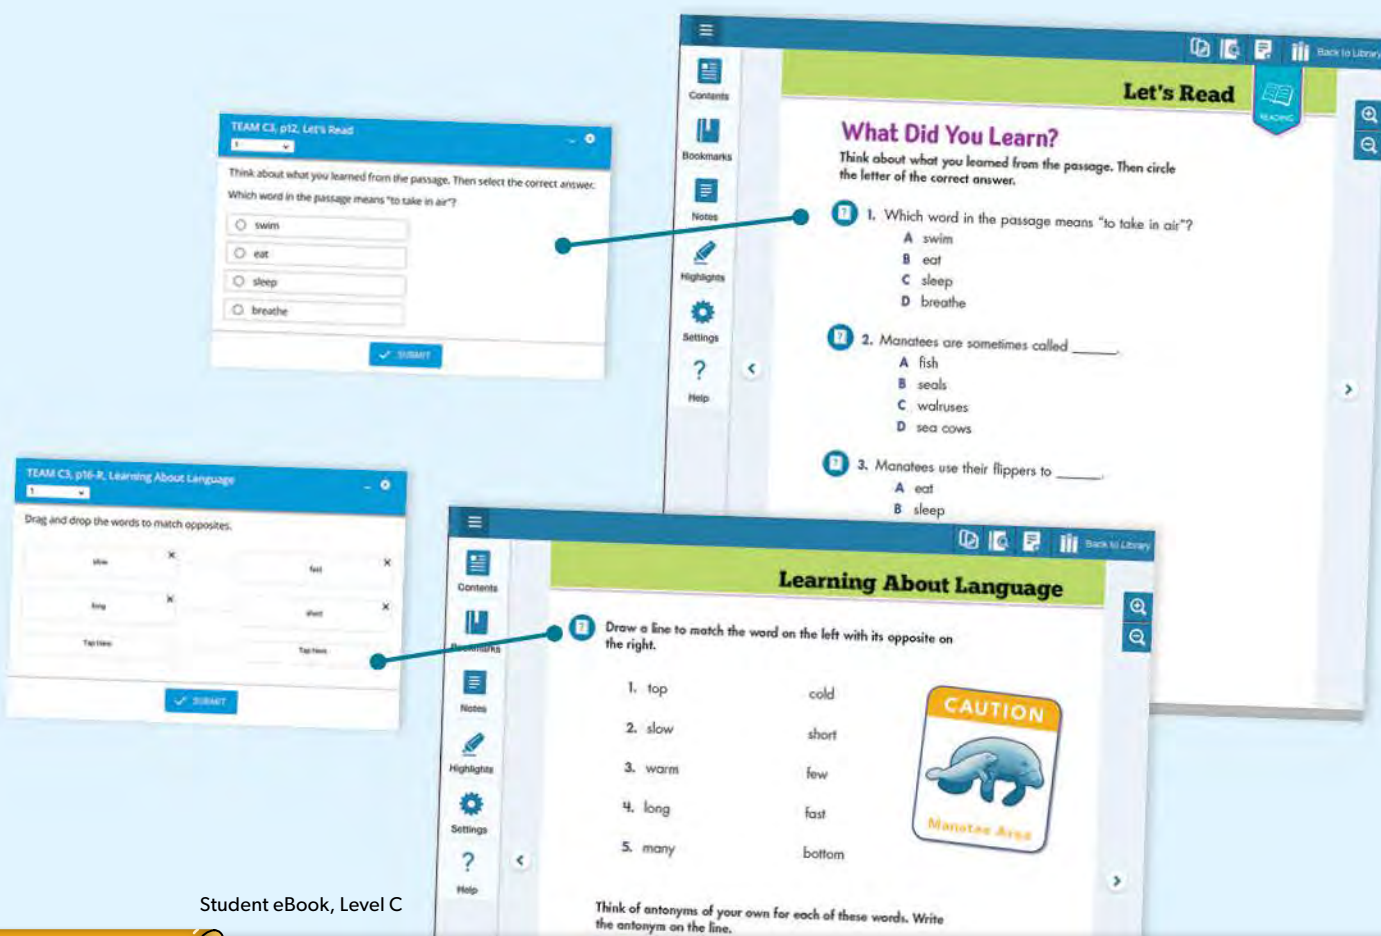 Back to Library
Contents
Bookmarks
Notes
Highlights
Settings
?
Help
Let's Read
READING
What Did You Learn?
Think about what you learned from the passage. Then circle
the letter of the correct answer.
1. Which word in the passage means "to take in air"?
A swim
B eat
C sleep
D breathe
2. Manatees are sometimes called ______.
A fish
B seals
C walruses
D sea cows
3. Manatees use their flippers to ______.
A eat
B sleep
TEAM C3, p12, Let's Read
1
Think about what you learned from the passage. Then select the correct answer.
Which word in the passage means "to take in air"?
swim
eat
sleep
breathe
SUBMIT
TEAM C3, p16-R, Learning About Language
1
Drag and drop the words to match opposites.
slow
fast
long
short
Tap Here
Tap Here
SUBMIT
Back to Library
Contents
Bookmarks
Notes
Highlights
Settings
?
Help
Learning About Language
Draw a line to match the word on the left with its opposite on
the right.
1. top cold
2. slow short
3. warm few
4. long fast
5. many bottom
CAUTION
Manatee Area
Think of antonyms of your own for each of these words. Write
the antonym on the line.
Student eBook, Level C